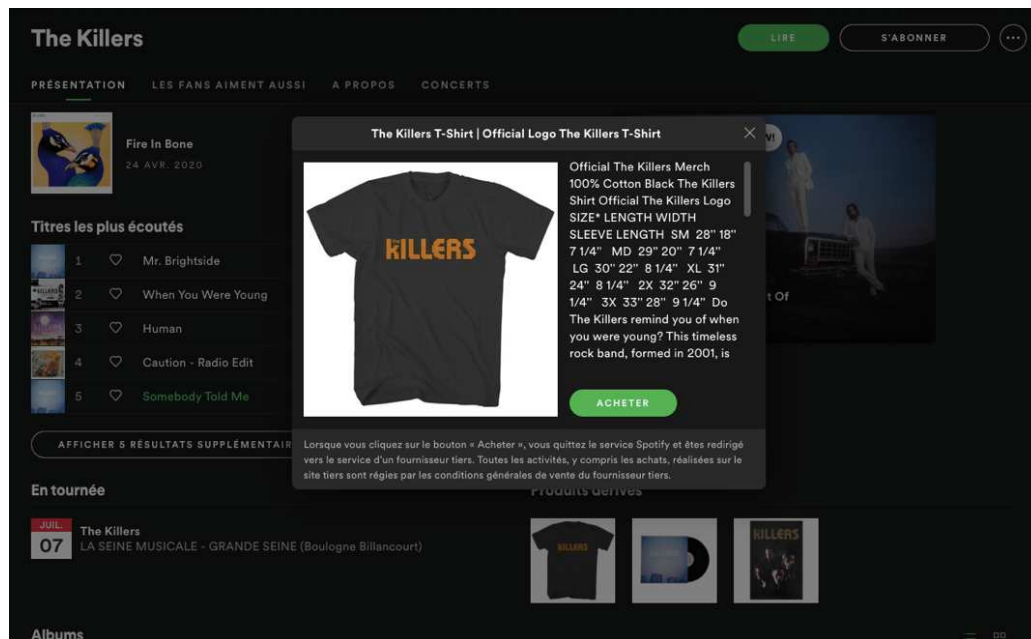 The Killers
LIRE
S'ABONNER
PRÉSENTATION
LES FANS AIMENT AUSSI
A PROPOS
CONCERTS
Fire In Bone
24 AVR. 2020
Titres les plus écoutés
1 Mr. Brightside
2 When You Were Young
3 Human
4 Caution - Radio Edit
5 Somebody Told Me
AFFICHER 5 RÉSULTATS SUPPLÉMENTAIR
The Killers T-Shirt | Official Logo The Killers T-Shirt
KILLERS
Official The Killers Merch
100% Cotton Black The Killers
Shirt Official The Killers Logo
SIZE* LENGTH WIDTH
SLEEVE LENGTH SM 28" 18"
7 1/4" MD 29" 20" 7 1/4"
LG 30" 22" 8 1/4" XL 31"
24" 8 1/4" 2X 32" 26" 9
1/4" 3X 33" 28" 9 1/4" Do
The Killers remind you of when
you were young? This timeless
rock band, formed in 2001, is
ACHETER
Lorsque vous cliquez sur le bouton « Acheter », vous quittez le service Spotify et êtes redirigé
vers le service d'un fournisseur tiers. Toutes les activités, y compris les achats, réalisées sur le
site tiers sont régies par les conditions générales de vente du fournisseur tiers.
t Of
En tournée
JUIL.
07
The Killers
LA SEINE MUSICALE - GRANDE SEINE (Boulogne Billancourt)
Produits dérivés
KILLERS
KILLERS
Albums